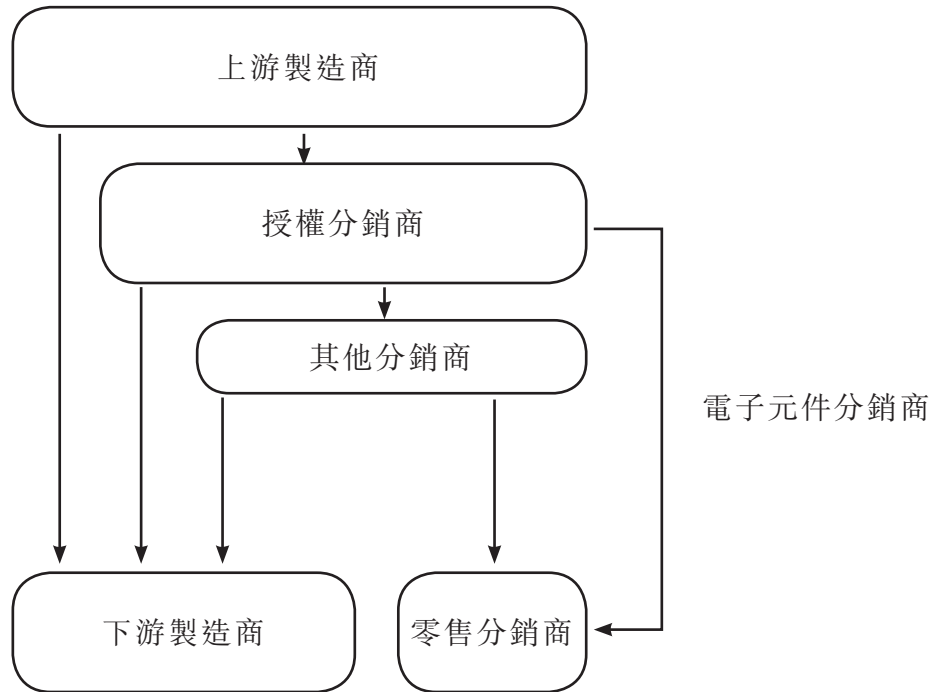 上游製造商
授權分銷商
其他分銷商
電子元件分銷商
下游製造商
零售分銷商